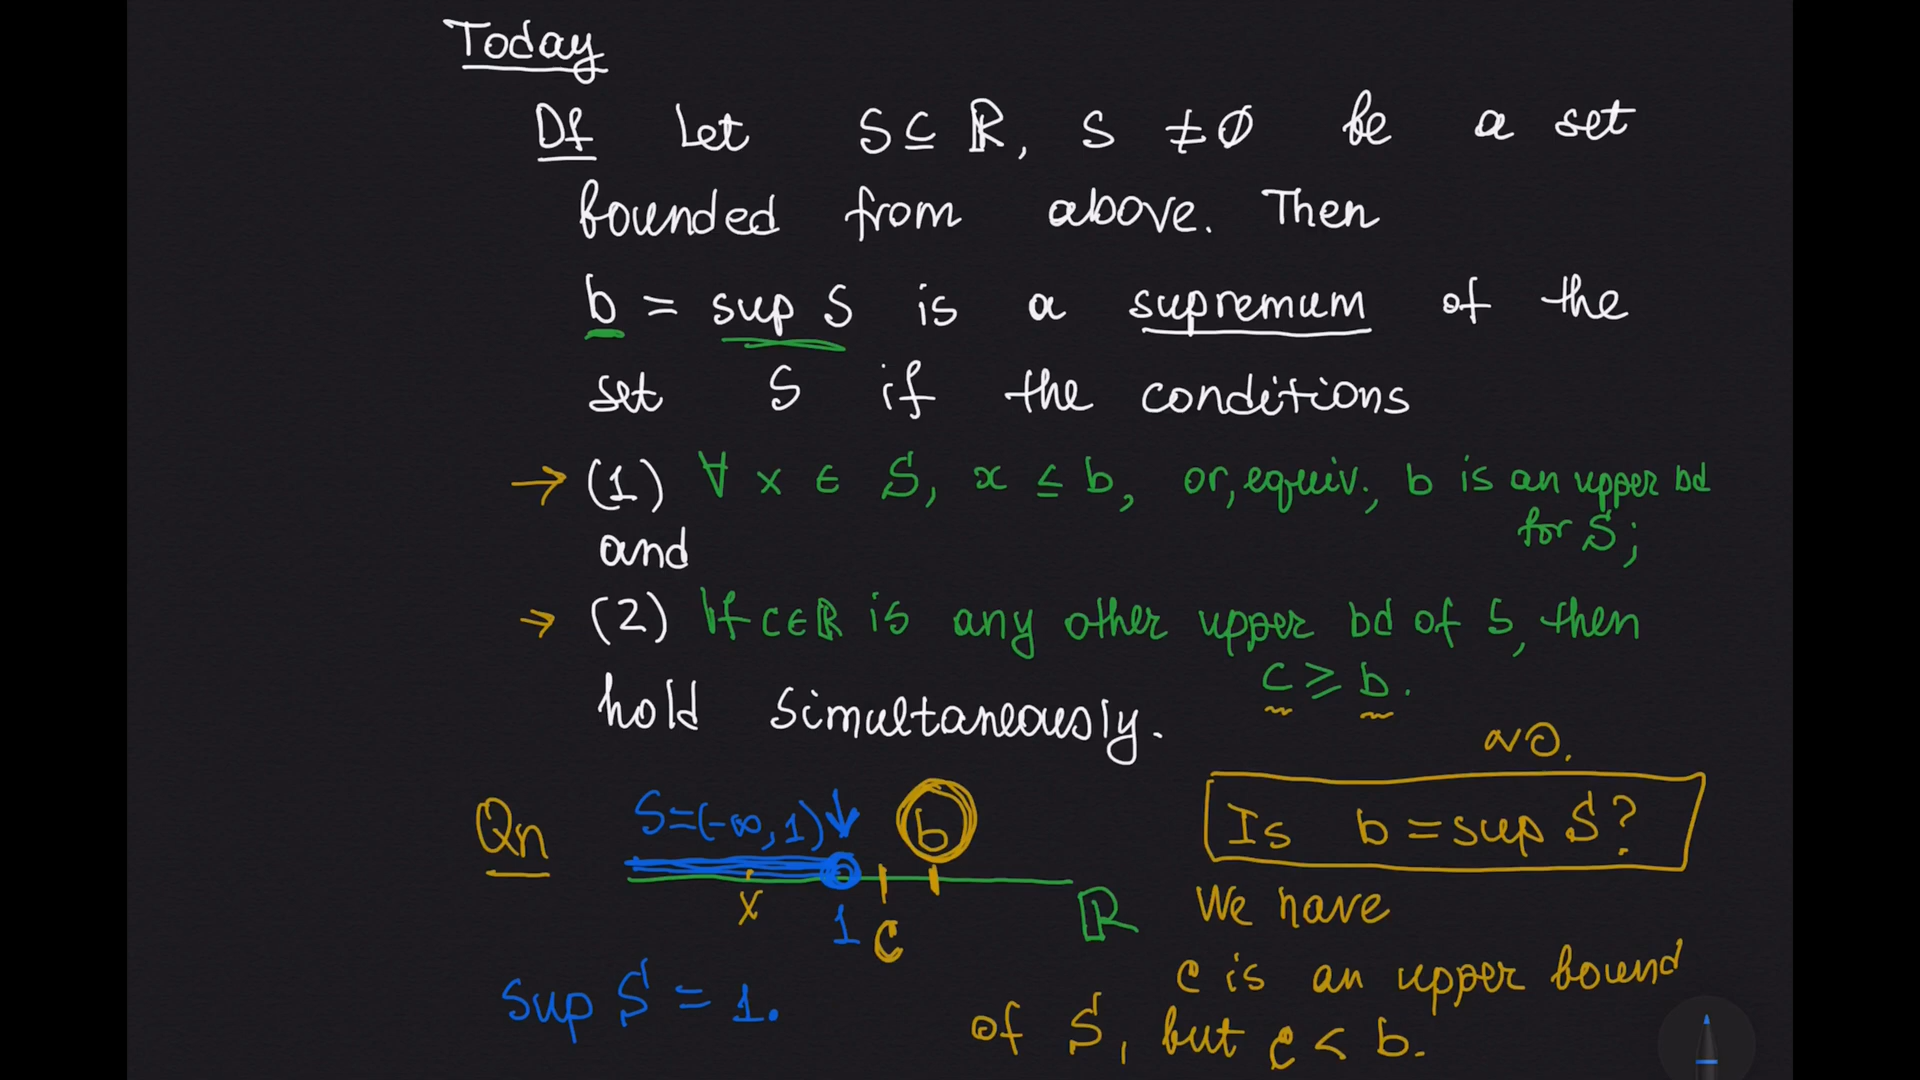 Today
Df Let S ⊆ ℝ, S ≠ ∅ be a set
bounded from above. Then
b = sup S is a supremum of the
set S if the conditions
→ (1) ∀ x ∈ S, x ≤ b, or, equiv., b is an upper bd
for S;
and
→ (2) If c∈ℝ is any other upper bd of S, then
c ≥ b.
hold simultaneously.
NO.
Qn S=(-∞, 1) b
Is b = sup S?
x 1 c ℝ
We have
c is an upper bound
sup S = 1.
of S, but c < b.